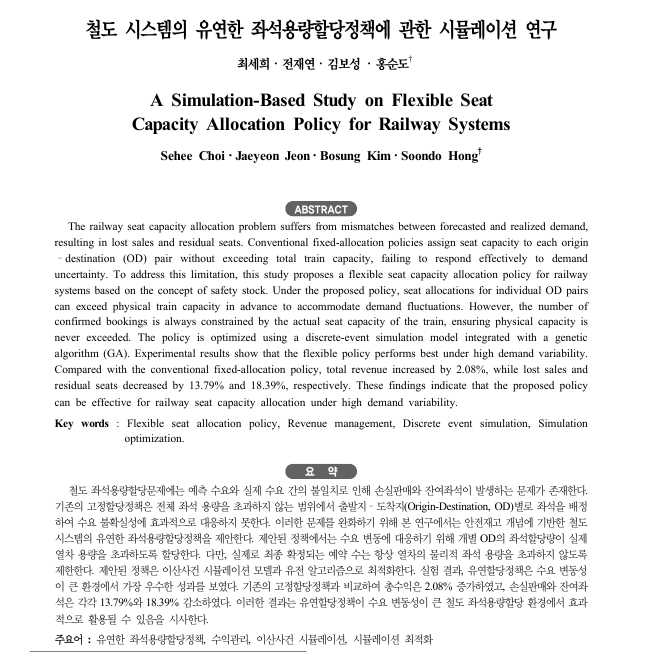 철도 시스템의 유연한 좌석용량할당정책에 관한 시뮬레이션 연구
최세희 · 전재연 · 김보성 · 홍순도†
A Simulation-Based Study on Flexible Seat
Capacity Allocation Policy for Railway Systems
Sehee Choi · Jaeyeon Jeon · Bosung Kim · Soondo Hong†
ABSTRACT
The railway seat capacity allocation problem suffers from mismatches between forecasted and realized demand,
resulting in lost sales and residual seats. Conventional fixed-allocation policies assign seat capacity to each origin
–destination (OD) pair without exceeding total train capacity, failing to respond effectively to demand
uncertainty. To address this limitation, this study proposes a flexible seat capacity allocation policy for railway
systems based on the concept of safety stock. Under the proposed policy, seat allocations for individual OD pairs
can exceed physical train capacity in advance to accommodate demand fluctuations. However, the number of
confirmed bookings is always constrained by the actual seat capacity of the train, ensuring physical capacity is
never exceeded. The policy is optimized using a discrete-event simulation model integrated with a genetic
algorithm (GA). Experimental results show that the flexible policy performs best under high demand variability.
Compared with the conventional fixed-allocation policy, total revenue increased by 2.08%, while lost sales and
residual seats decreased by 13.79% and 18.39%, respectively. These findings indicate that the proposed policy
can be effective for railway seat capacity allocation under high demand variability.
Key words : Flexible seat allocation policy, Revenue management, Discrete event simulation, Simulation
optimization.
요 약
철도 좌석용량할당문제에는 예측 수요와 실제 수요 간의 불일치로 인해 손실판매와 잔여좌석이 발생하는 문제가 존재한다.
기존의 고정할당정책은 전체 좌석 용량을 초과하지 않는 범위에서 출발지–도착지(Origin-Destination, OD)별로 좌석을 배정
하여 수요 불확실성에 효과적으로 대응하지 못한다. 이러한 문제를 완화하기 위해 본 연구에서는 안전재고 개념에 기반한 철도
시스템의 유연한 좌석용량할당정책을 제안한다. 제안된 정책에서는 수요 변동에 대응하기 위해 개별 OD의 좌석할당량이 실제
열차 용량을 초과하도록 할당한다. 다만, 실제로 최종 확정되는 예약 수는 항상 열차의 물리적 좌석 용량을 초과하지 않도록
제한한다. 제안된 정책은 이산사건 시뮬레이션 모델과 유전 알고리즘으로 최적화한다. 실험 결과, 유연할당정책은 수요 변동성
이 큰 환경에서 가장 우수한 성과를 보였다. 기존의 고정할당정책과 비교하여 총수익은 2.08% 증가하였고, 손실판매와 잔여좌
석은 각각 13.79%와 18.39% 감소하였다. 이러한 결과는 유연할당정책이 수요 변동성이 큰 철도 좌석용량할당 환경에서 효과
적으로 활용될 수 있음을 시사한다.
주요어 : 유연한 좌석할당정책, 수익관리, 이산사건 시뮬레이션, 시뮬레이션 최적화